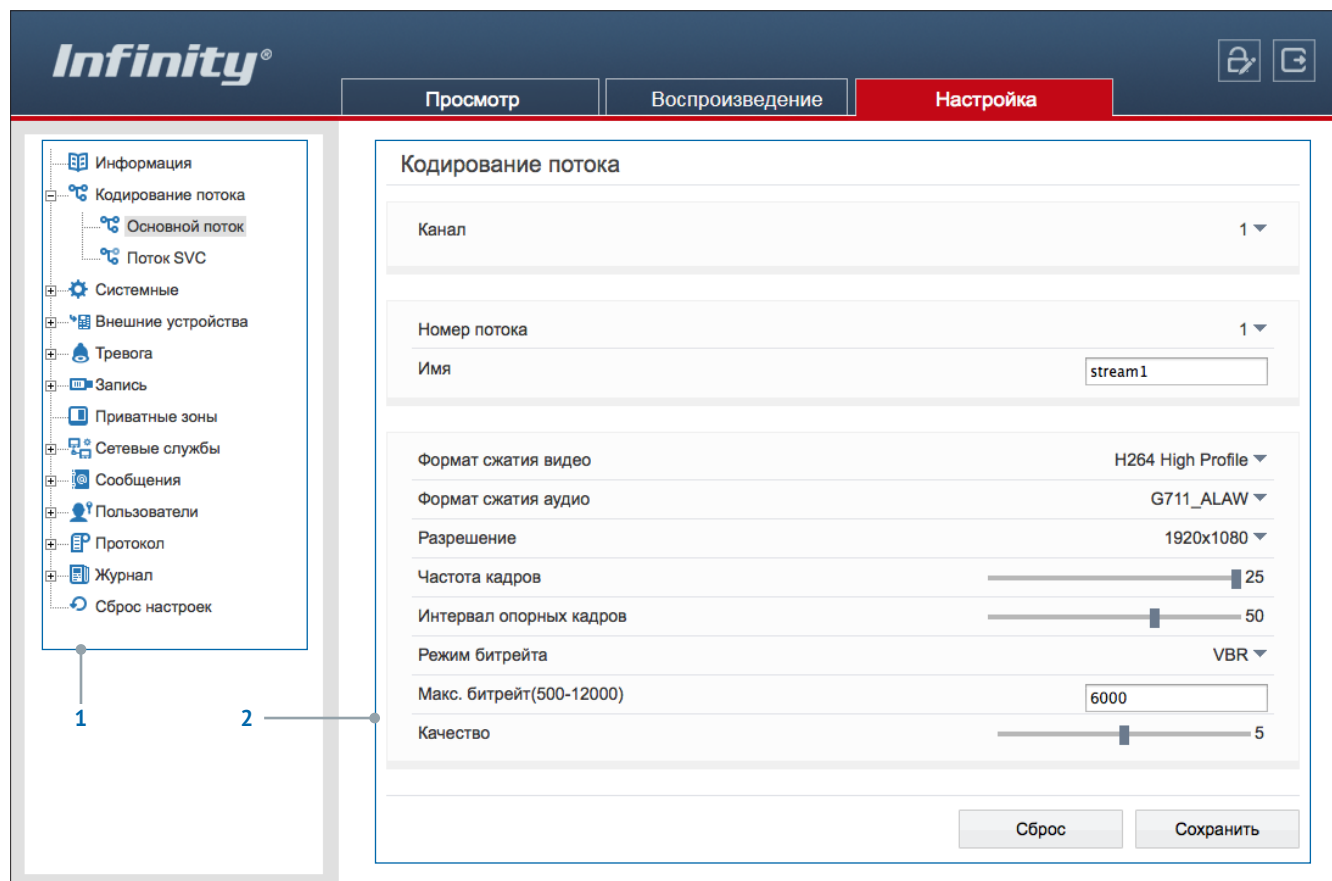 Infinity®
Просмотр
Воспроизведение
Настройка
Информация
Кодирование потока
Основной поток
Поток SVC
Системные
Внешние устройства
Тревога
Запись
Приватные зоны
Сетевые службы
Сообщения
Пользователи
Протокол
Журнал
Сброс настроек
1
2
Кодирование потока
Канал 1
Номер потока 1
Имя stream1
Формат сжатия видео H264 High Profile
Формат сжатия аудио G711_ALAW
Разрешение 1920x1080
Частота кадров 25
Интервал опорных кадров 50
Режим битрейта VBR
Макс. битрейт(500-12000) 6000
Качество 5
Сброс
Сохранить